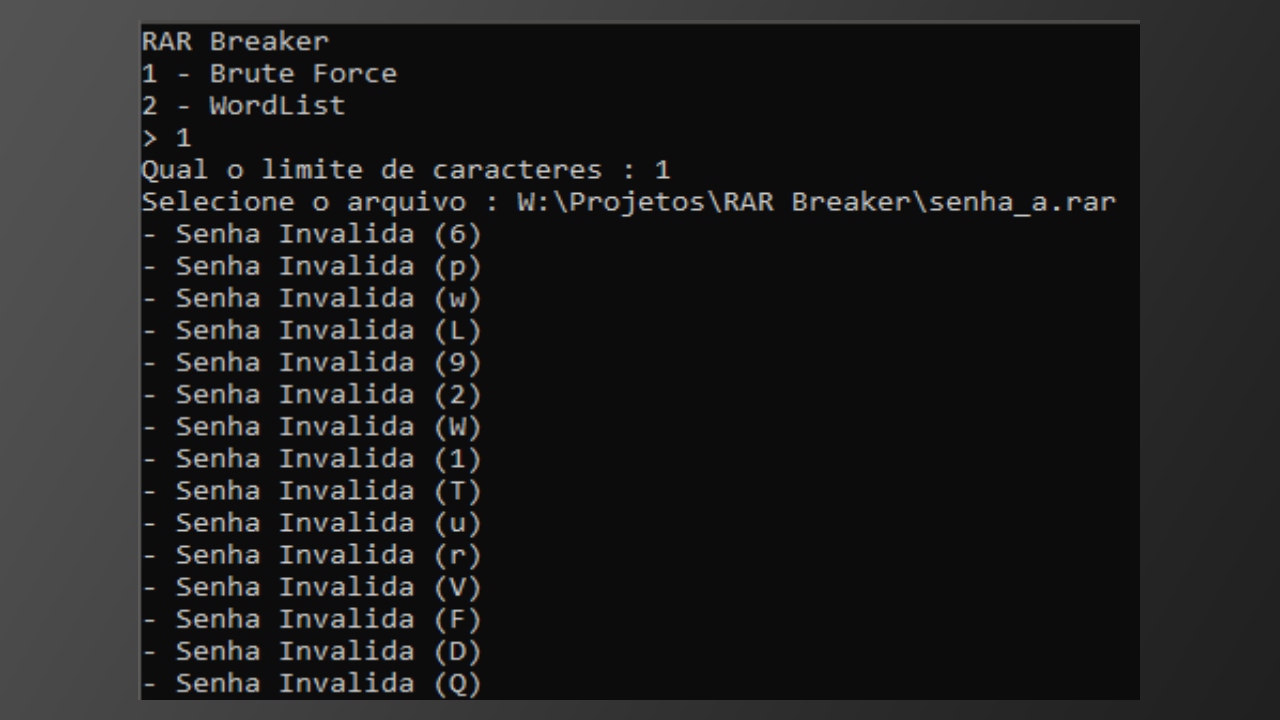 RAR Breaker
1 - Brute Force
2 - WordList
> 1
Qual o limite de caracteres : 1
Selecione o arquivo : W:\Projetos\RAR Breaker\senha_a.rar
- Senha Invalida (6)
- Senha Invalida (p)
- Senha Invalida (w)
- Senha Invalida (L)
- Senha Invalida (9)
- Senha Invalida (2)
- Senha Invalida (W)
- Senha Invalida (1)
- Senha Invalida (T)
- Senha Invalida (u)
- Senha Invalida (r)
- Senha Invalida (V)
- Senha Invalida (F)
- Senha Invalida (D)
- Senha Invalida (Q)